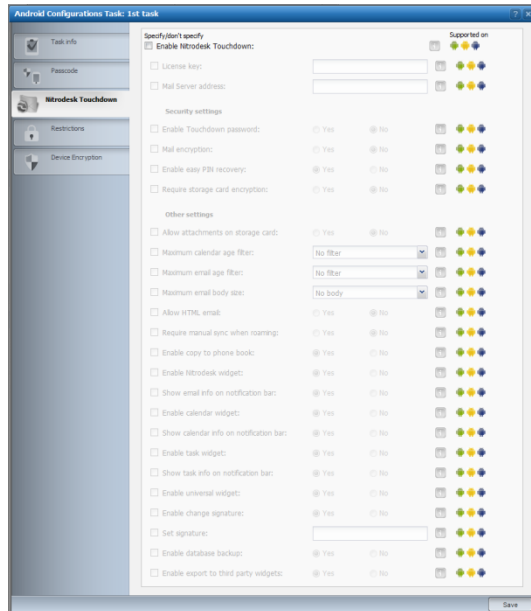 Android Configurations Task: 1st task
Task info
Passcode
Nitrodesk Touchdown
Restrictions
Device Encryption
Specify/don't specify
Supported on
Enable Nitrodesk Touchdown:
License key:
Mail Server address:
Security settings
Enable Touchdown password: Yes No
Mail encryption: Yes No
Enable easy PIN recovery: Yes No
Require storage card encryption: Yes No
Other settings
Allow attachments on storage card: Yes No
Maximum calendar age filter: No filter
Maximum email age filter: No filter
Maximum email body size: No body
Allow HTML email: Yes No
Require manual sync when roaming: Yes No
Enable copy to phone book: Yes No
Enable Nitrodesk widget: Yes No
Show email info on notification bar: Yes No
Enable calendar widget: Yes No
Show calendar info on notification bar: Yes No
Enable task widget: Yes No
Show task info on notification bar: Yes No
Enable universal widget: Yes No
Enable change signature: Yes No
Set signature:
Enable database backup: Yes No
Enable export to third party widgets: Yes No
Save